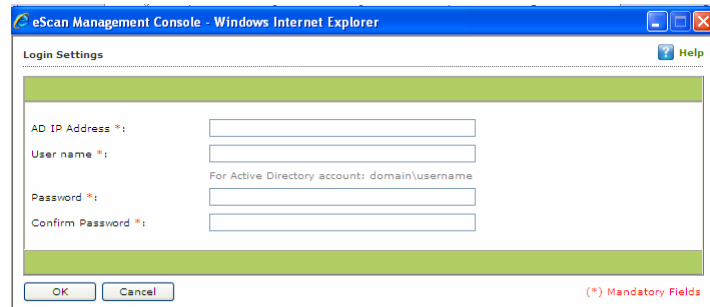 eScan Management Console - Windows Internet Explorer
Login Settings
? Help
AD IP Address *:
User name *:
For Active Directory account: domain\username
Password *:
Confirm Password *:
OK Cancel (*) Mandatory Fields